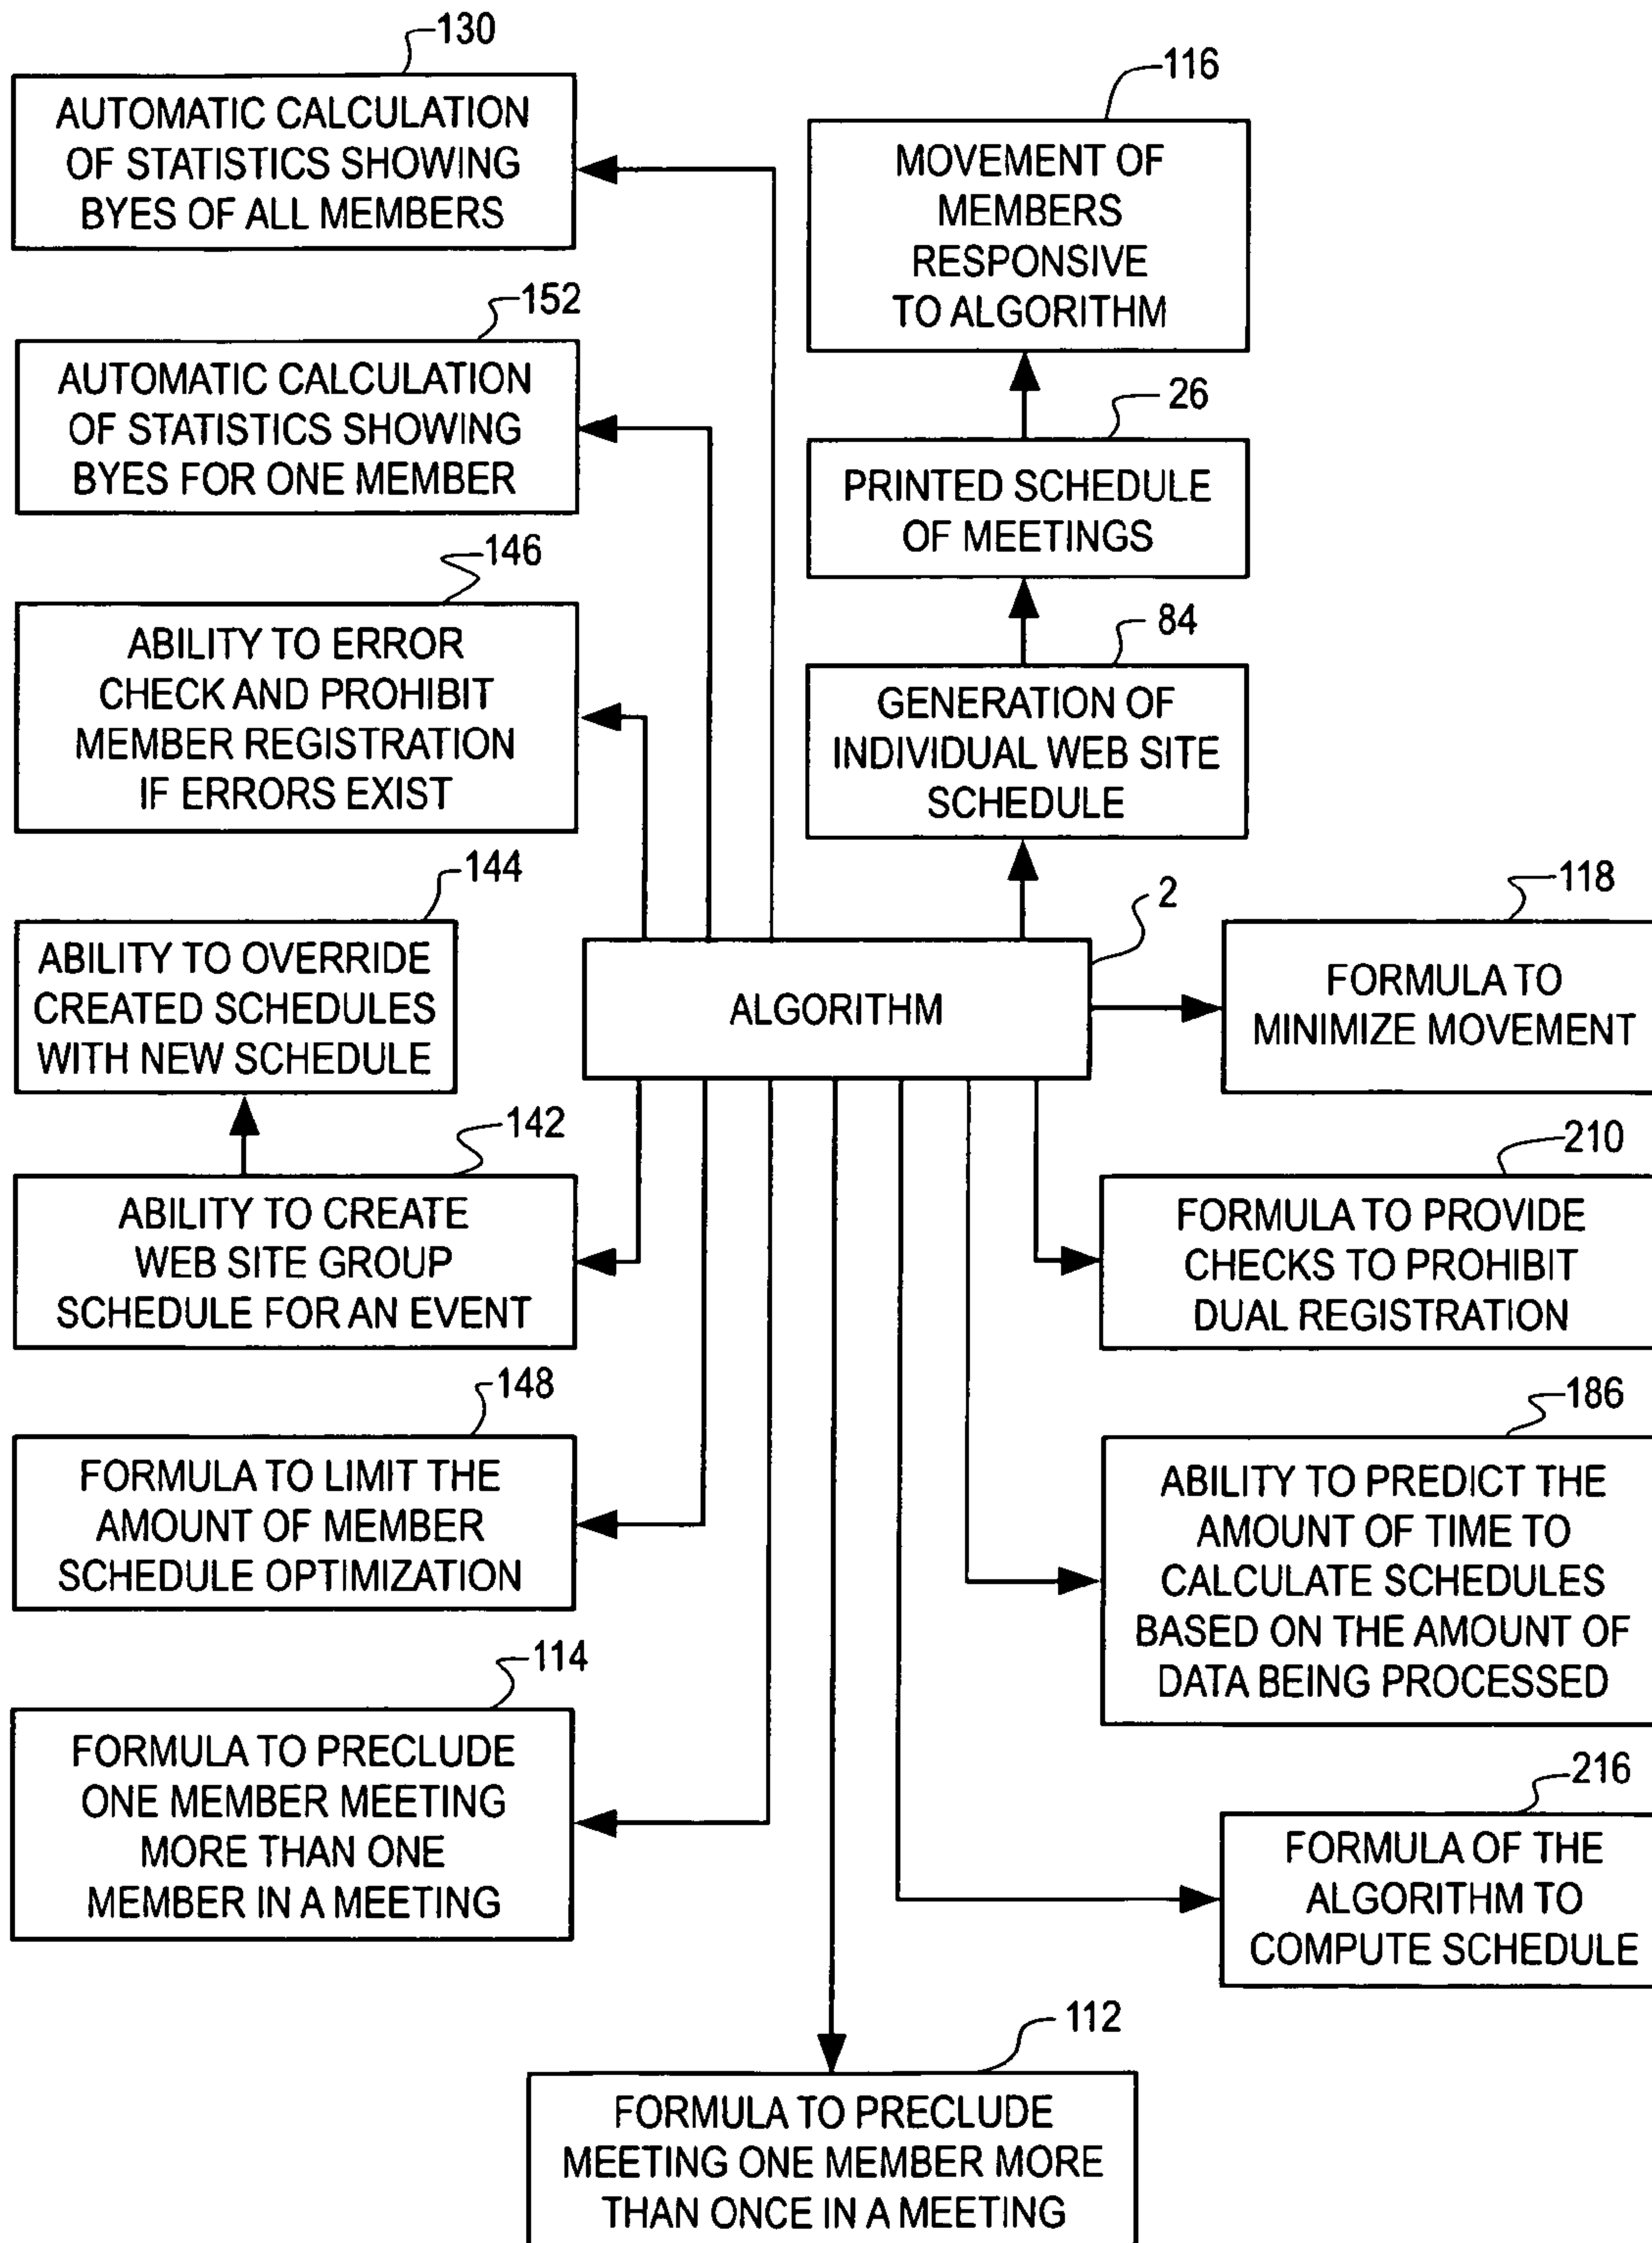 130
AUTOMATIC CALCULATION
OF STATISTICS SHOWING
BYES OF ALL MEMBERS
116
MOVEMENT OF
MEMBERS
RESPONSIVE
TO ALGORITHM
152
AUTOMATIC CALCULATION
OF STATISTICS SHOWING
BYES FOR ONE MEMBER
26
PRINTED SCHEDULE
OF MEETINGS
146
ABILITY TO ERROR
CHECK AND PROHIBIT
MEMBER REGISTRATION
IF ERRORS EXIST
84
GENERATION OF
INDIVIDUAL WEB SITE
SCHEDULE
144
ABILITY TO OVERRIDE
CREATED SCHEDULES
WITH NEW SCHEDULE
2
ALGORITHM
118
FORMULA TO
MINIMIZE MOVEMENT
142
ABILITY TO CREATE
WEB SITE GROUP
SCHEDULE FOR AN EVENT
210
FORMULA TO PROVIDE
CHECKS TO PROHIBIT
DUAL REGISTRATION
148
FORMULA TO LIMIT THE
AMOUNT OF MEMBER
SCHEDULE OPTIMIZATION
186
ABILITY TO PREDICT THE
AMOUNT OF TIME TO
CALCULATE SCHEDULES
BASED ON THE AMOUNT OF
DATA BEING PROCESSED
114
FORMULA TO PRECLUDE
ONE MEMBER MEETING
MORE THAN ONE
MEMBER IN A MEETING
216
FORMULA OF THE
ALGORITHM TO
COMPUTE SCHEDULE
112
FORMULA TO PRECLUDE
MEETING ONE MEMBER MORE
THAN ONCE IN A MEETING